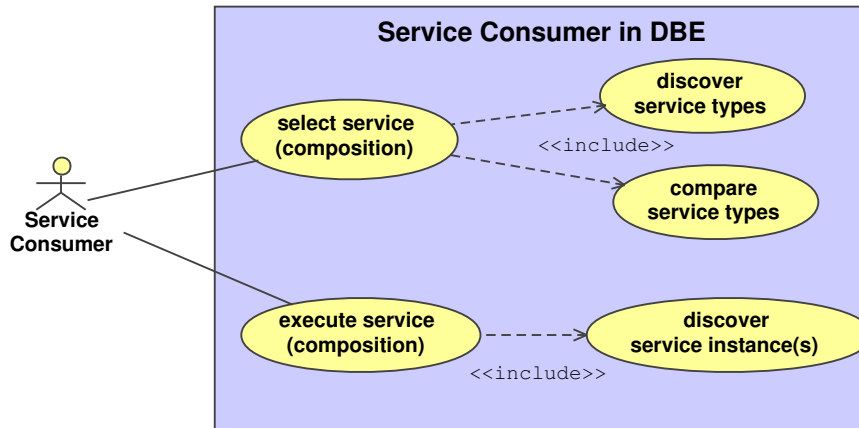 Service Consumer in DBE
discover
service types
select service
(composition)
<<include>>
compare
service types
Service
Consumer
execute service
(composition)
discover
service instance(s)
<<include>>